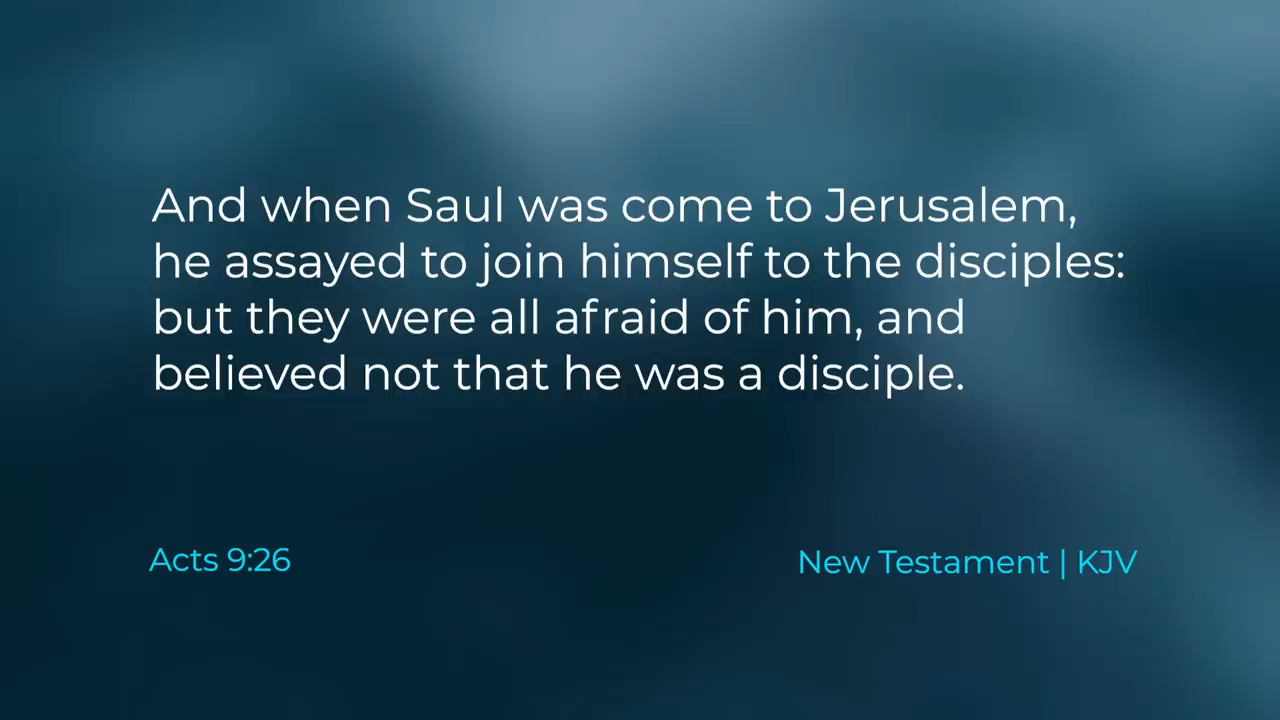 And when Saul was come to Jerusalem,
he assayed to join himself to the disciples:
but they were all afraid of him, and
believed not that he was a disciple.
Acts 9:26
New Testament | KJV